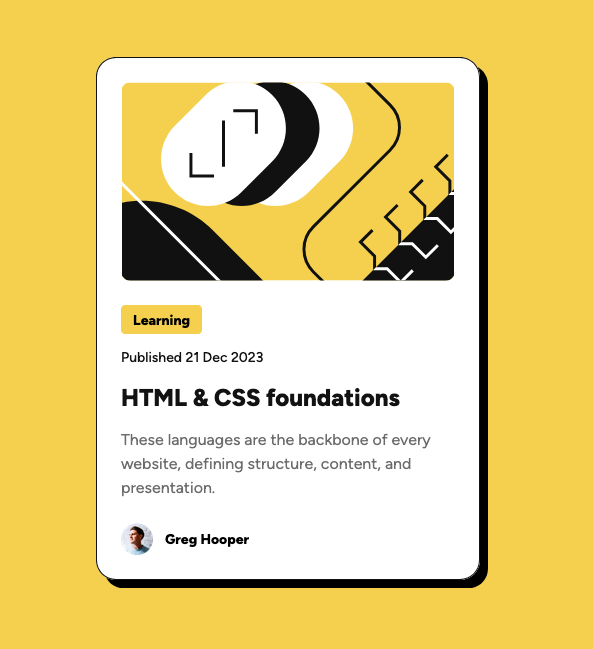 Learning
Published 21 Dec 2023
HTML & CSS foundations
These languages are the backbone of every
website, defining structure, content, and
presentation.
Greg Hooper